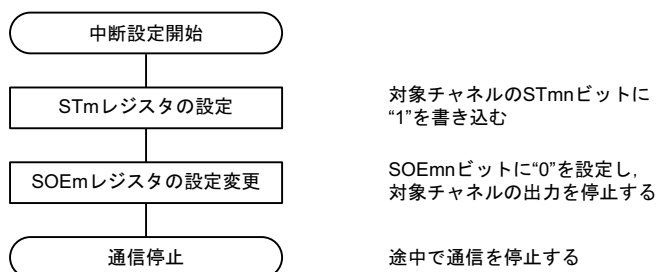 中断設定開始
STmレジスタの設定
対象チャネルのSTmnビットに
“1”を書き込む
SOEmレジスタの設定変更
SOEmnビットに“0”を設定し,
対象チャネルの出力を停止する
通信停止
途中で通信を停止する